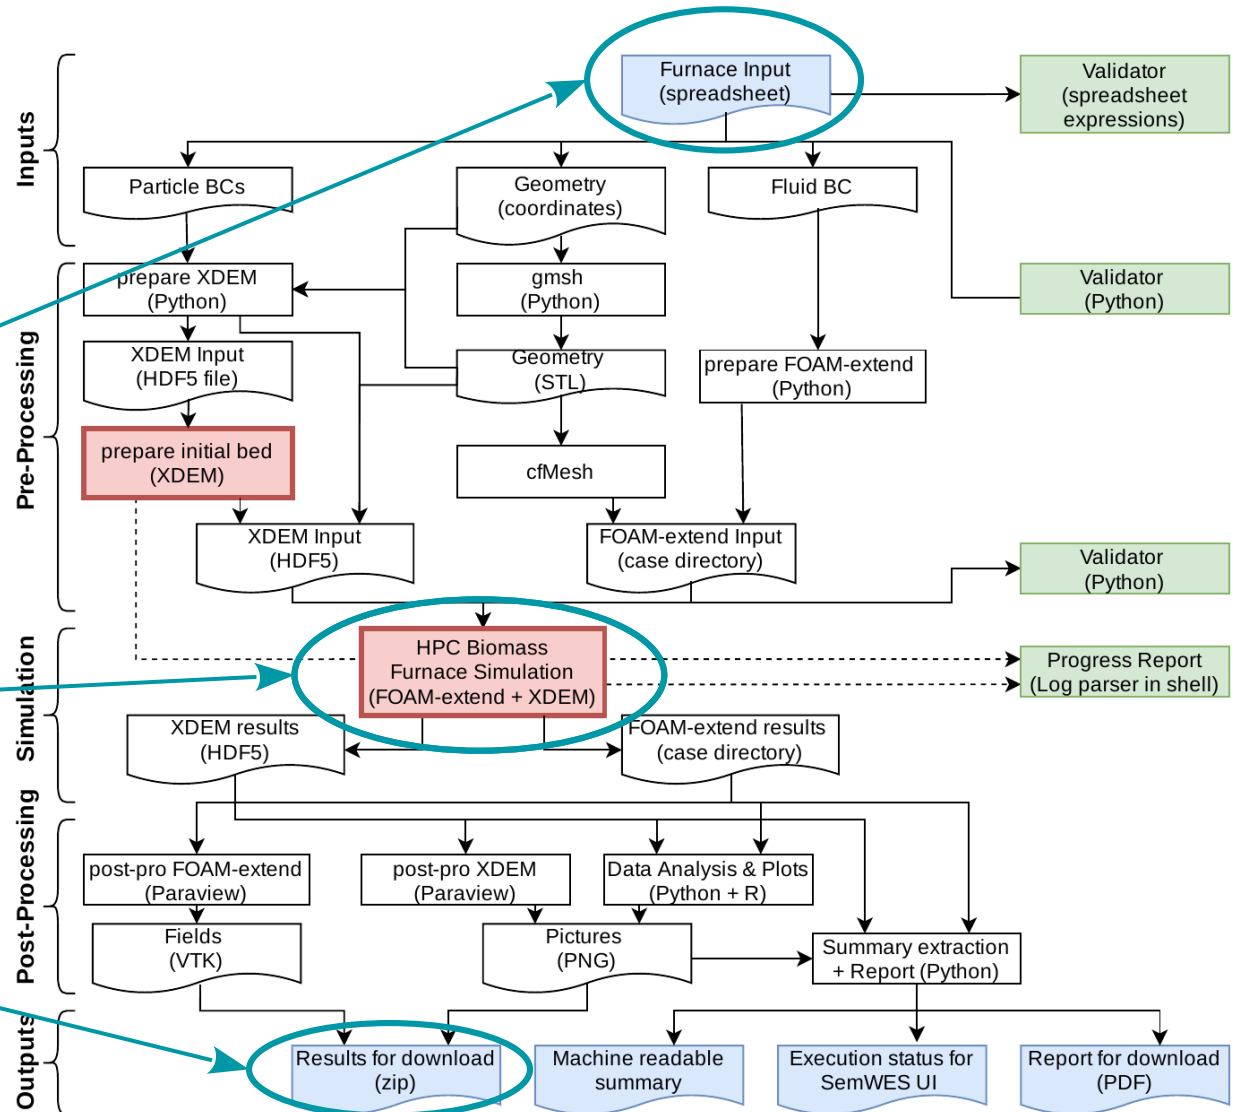 Furnace Input
(spreadsheet)
Validator
(spreadsheet
expressions)
Inputs
Particle BCs
Geometry
(coordinates)
Fluid BC
Pre-Processing
prepare XDEM
(Python)
gmsh
(Python)
Validator
(Python)
XDEM Input
(HDF5 file)
Geometry
(STL)
prepare FOAM-extend
(Python)
prepare initial bed
(XDEM)
cfMesh
XDEM Input
(HDF5)
FOAM-extend Input
(case directory)
Validator
(Python)
Simulation
HPC Biomass
Furnace Simulation
(FOAM-extend + XDEM)
Progress Report
(Log parser in shell)
XDEM results
(HDF5)
FOAM-extend results
(case directory)
Post-Processing
post-pro FOAM-extend
(Paraview)
post-pro XDEM
(Paraview)
Data Analysis & Plots
(Python + R)
Fields
(VTK)
Pictures
(PNG)
Summary extraction
+ Report (Python)
Outputs
Results for download
(zip)
Machine readable
summary
Execution status for
SemWES UI
Report for download
(PDF)